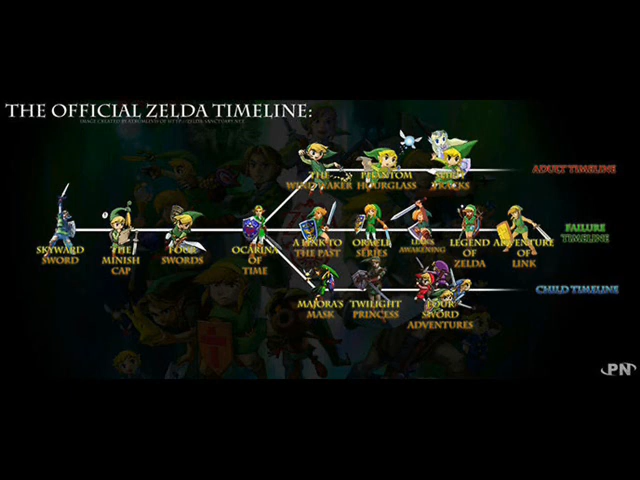 THE OFFICIAL ZELDA TIMELINE:
THE
WIND WAKER
PHANTOM
HOURGLASS
SPIRIT
TRACKS
ADULT TIMELINE
SKYWARD
SWORD
THE
MINISH
CAP
FOUR
SWORDS
OCARINA
OF
TIME
A LINK TO
THE PAST
ORACLE
SERIES
LINK'S
AWAKENING
LEGEND
OF
ZELDA
ADVENTURE
OF
LINK
FAILURE
TIMELINE
MAJORA'S
MASK
TWILIGHT
PRINCESS
FOUR
SWORD
ADVENTURES
CHILD TIMELINE
PN